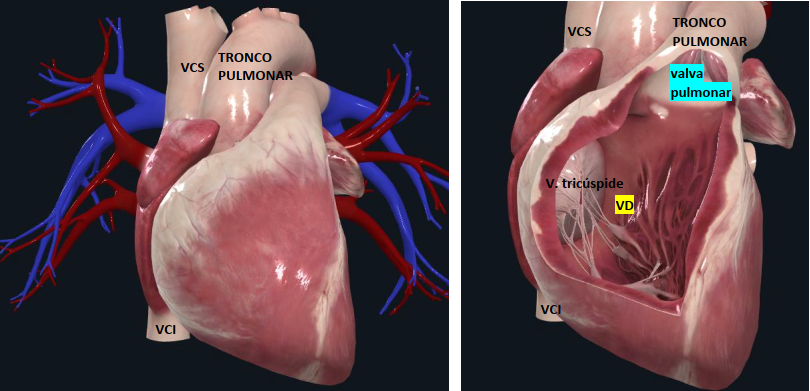 VCS
TRONCO
PULMONAR
VCI
VCS
TRONCO
PULMONAR
valva
pulmonar
V. tricúspide
VD
VCI